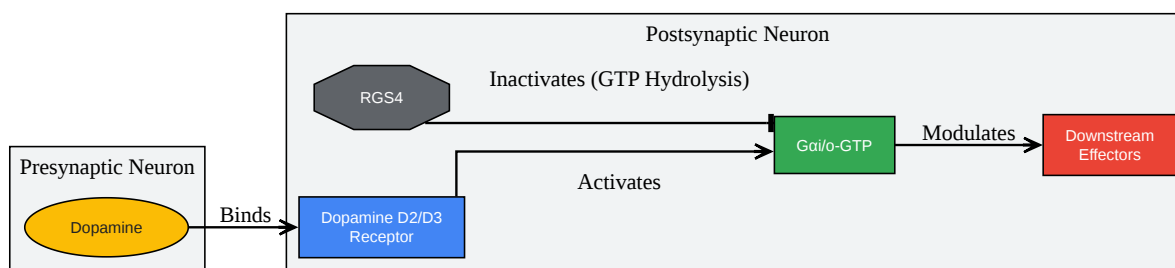 Postsynaptic Neuron
Inactivates (GTP Hydrolysis)
RGS4
Gαi/o-GTP
Modulates
Downstream
Effectors
Presynaptic Neuron
Activates
Dopamine
Binds
Dopamine D2/D3
Receptor